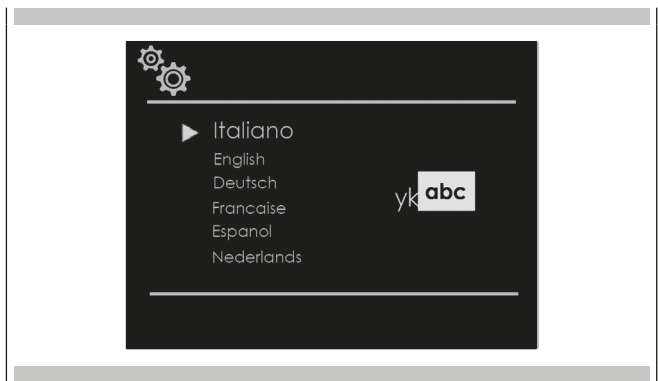 Italiano
English
Deutsch
Francaise
Espanol
Nederlands
yk abc